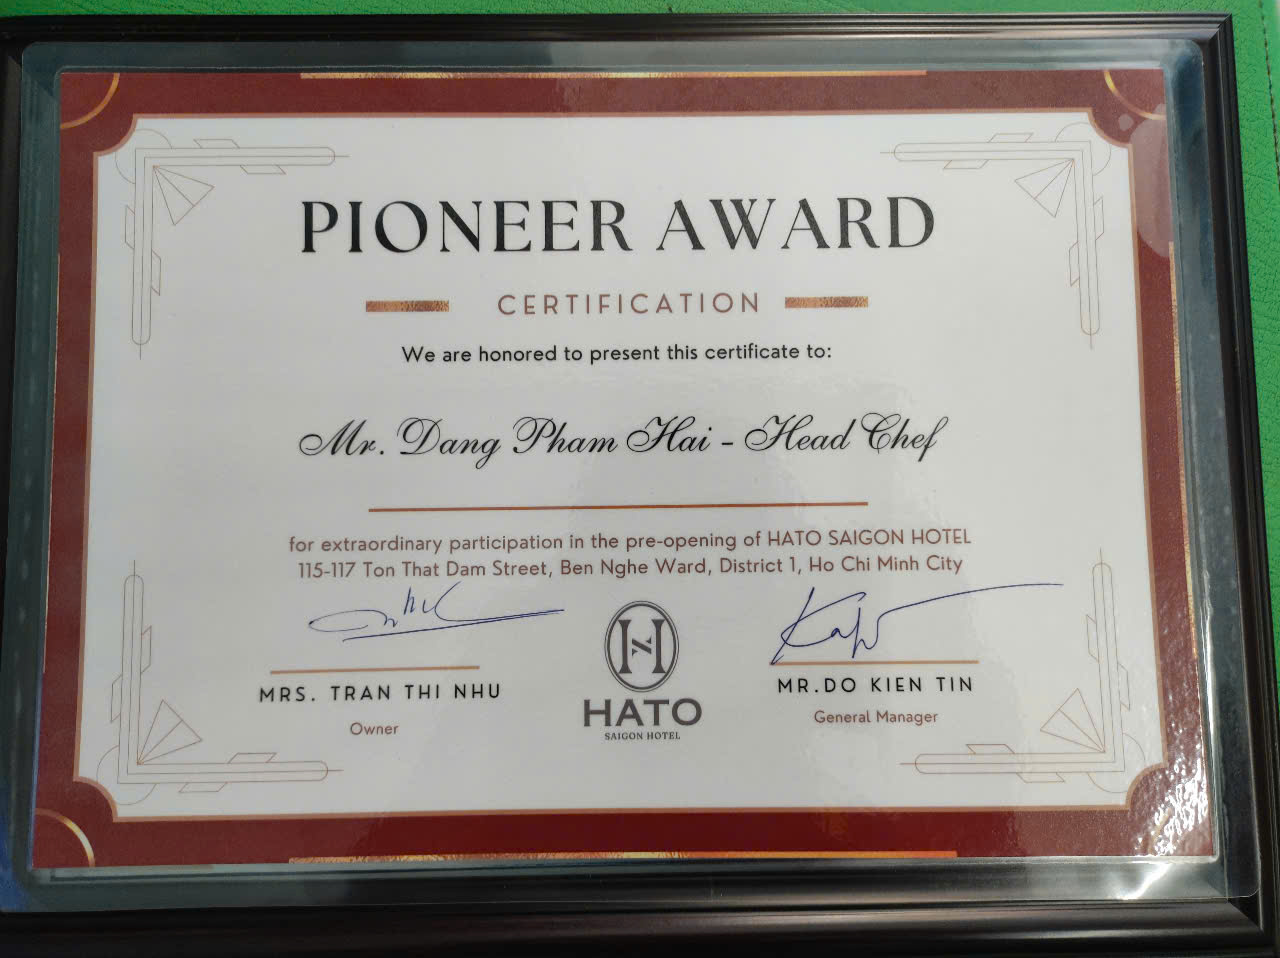 PIONEER AWARD
CERTIFICATION
We are honored to present this certificate to:
Mr. Dang Pham Hai - Head Chef
for extraordinary participation in the pre-opening of HATO SAIGON HOTEL
115-117 Ton That Dam Street, Ben Nghe Ward, District 1, Ho Chi Minh City
MRS. TRAN THI NHU
Owner
HATO
SAIGON HOTEL
MR.DO KIEN TIN
General Manager